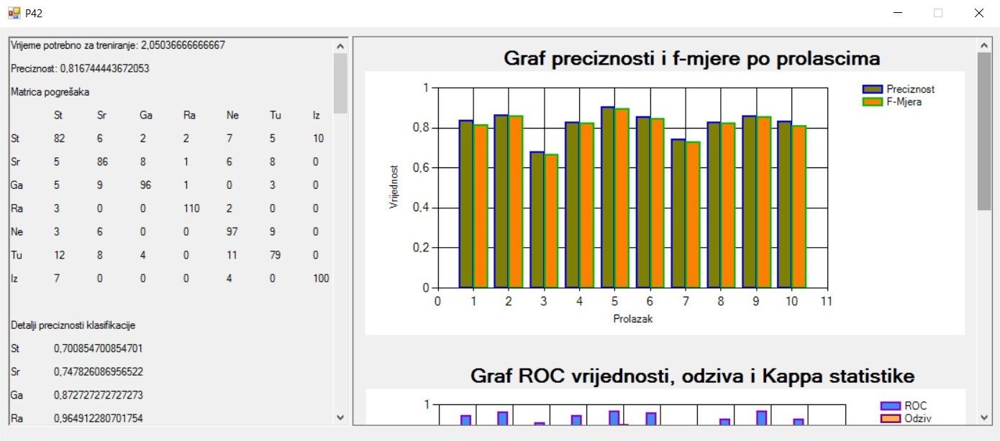 P42
Vrijeme potrebno za treniranje: 2,05036666666667
Preciznost: 0,816744443672053
Matrica pogrešaka
St Sr Ga Ra Ne Tu Iz
St 82 6 2 2 7 5 10
Sr 5 86 8 1 6 8 0
Ga 5 9 96 1 0 3 0
Ra 3 0 0 110 2 0 0
Ne 3 6 0 0 97 9 0
Tu 12 8 4 0 11 79 0
Iz 7 0 0 0 4 0 100
Detalji preciznosti klasifikacije
St 0,700854700854701
Sr 0,747826086956522
Ga 0,872727272727273
Ra 0,964912280701754
Graf preciznosti i f-mjere po prolascima
Preciznost
F-Mjera
1
0,8
0,6
0,4
0,2
0
Vrijednost
0 1 2 3 4 5 6 7 8 9 10 11
Prolazak
Graf ROC vrijednosti, odziva i Kappa statistike
1
ROC
Odziv